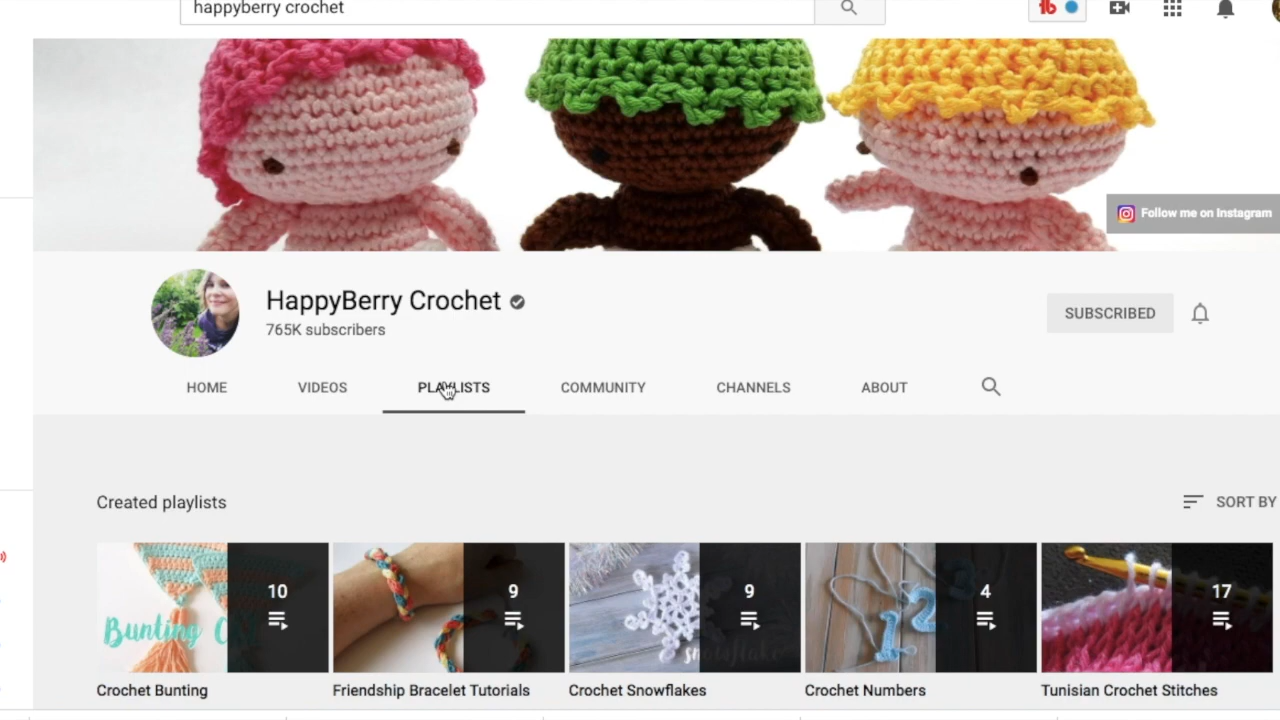 happyberry crochet
Follow me on Instagram
HappyBerry Crochet
765K subscribers
SUBSCRIBED
HOME VIDEOS PLAYLISTS COMMUNITY CHANNELS ABOUT
Created playlists
SORT BY
10 9 9 4 17
Bunting
snowflake
Crochet Bunting Friendship Bracelet Tutorials Crochet Snowflakes Crochet Numbers Tunisian Crochet Stitches